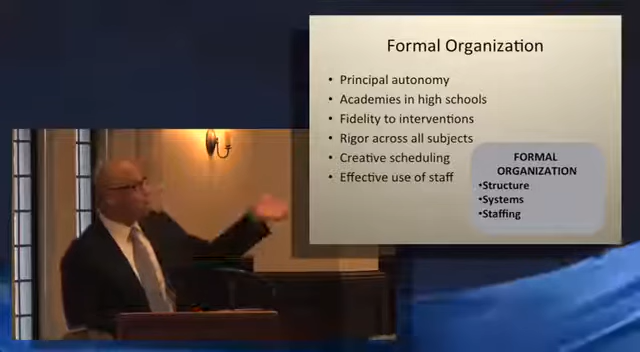 Formal Organization
• Principal autonomy
• Academies in high schools
• Fidelity to interventions
• Rigor across all subjects
• Creative scheduling
• Effective use of staff
FORMAL
ORGANIZATION
•Structure
•Systems
•Staffing